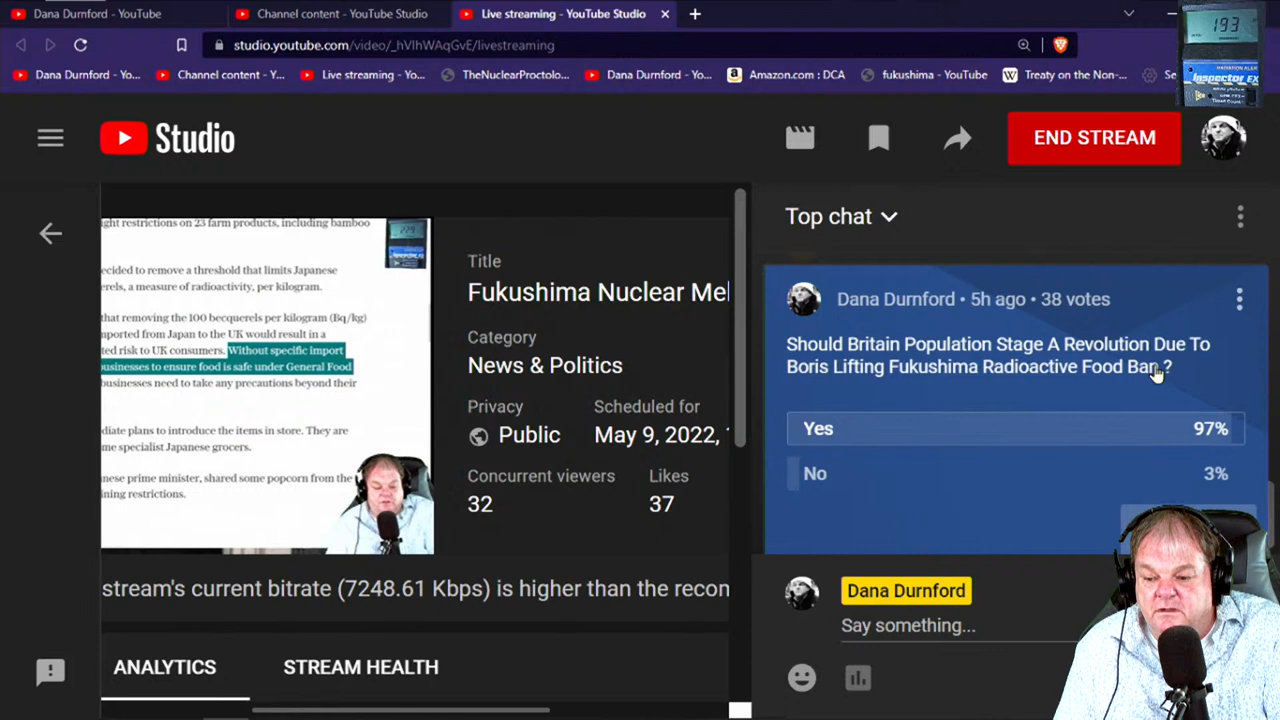 Dana Durnford - YouTube
Channel content - YouTube Studio
Live streaming - YouTube Studio
studio.youtube.com/video/_hVIhWAqGvE/livestreaming
Dana Durnford - Yo...
Channel content - Y...
Live streaming - Yo...
TheNuclearProctolo...
Dana Durnford - Yo...
Amazon.com : DCA
fukushima - YouTube
Treaty on the Non-...
Se
193
Inspector EX
Studio
END STREAM
ght restrictions on 23 farm products, including bamboo
ecided to remove a threshold that limits Japanese
erels, a measure of radioactivity, per kilogram.
that removing the 100 becquerels per kilogram (Bq/kg)
mported from Japan to the UK would result in a
ted risk to UK consumers. Without specific import
businesses to ensure food is safe under General Food
businesses need to take any precautions beyond their
diate plans to introduce the items in store. They are
me specialist Japanese grocers.
nese prime minister, shared some popcorn from the
ining restrictions.
229
Title
Fukushima Nuclear Mel
Category
News & Politics
Privacy
Public
Scheduled for
May 9, 2022,
Concurrent viewers
32
Likes
37
stream's current bitrate (7248.61 Kbps) is higher than the recon
ANALYTICS
STREAM HEALTH
Top chat
Dana Durnford • 5h ago • 38 votes
Should Britain Population Stage A Revolution Due To
Boris Lifting Fukushima Radioactive Food Ban ?
Yes 97%
No 3%
Dana Durnford
Say something...